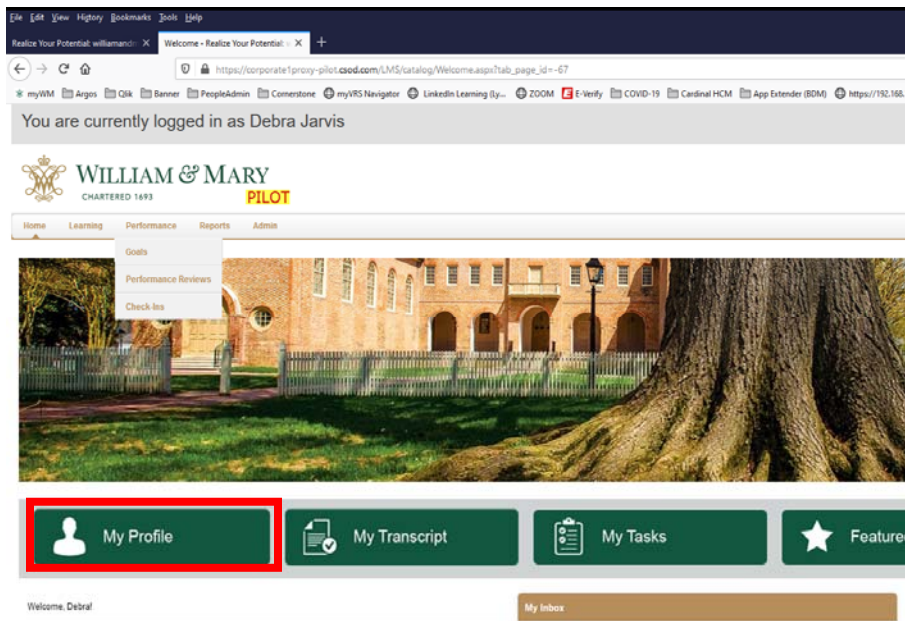 File Edit View History Bookmarks Tools Help
Realize Your Potential: williamand Welcome - Realize Your Potential:
https://corporate1proxy-pilot.csod.com/LMS/catalog/Welcome.aspx?tab_page_id=-67
myWM Argos Qlik Banner PeopleAdmin Cornerstone myVRS Navigator LinkedIn Learning (Ly... ZOOM E-Verify COVID-19 Cardinal HCM App Extender (BDM) https://192.168.
You are currently logged in as Debra Jarvis
WILLIAM & MARY
CHARTERED 1693
PILOT
Home Learning Performance Reports Admin
Goals
Performance Reviews
Check-Ins
My Profile My Transcript My Tasks Feature
Welcome, Debra! My Inbox